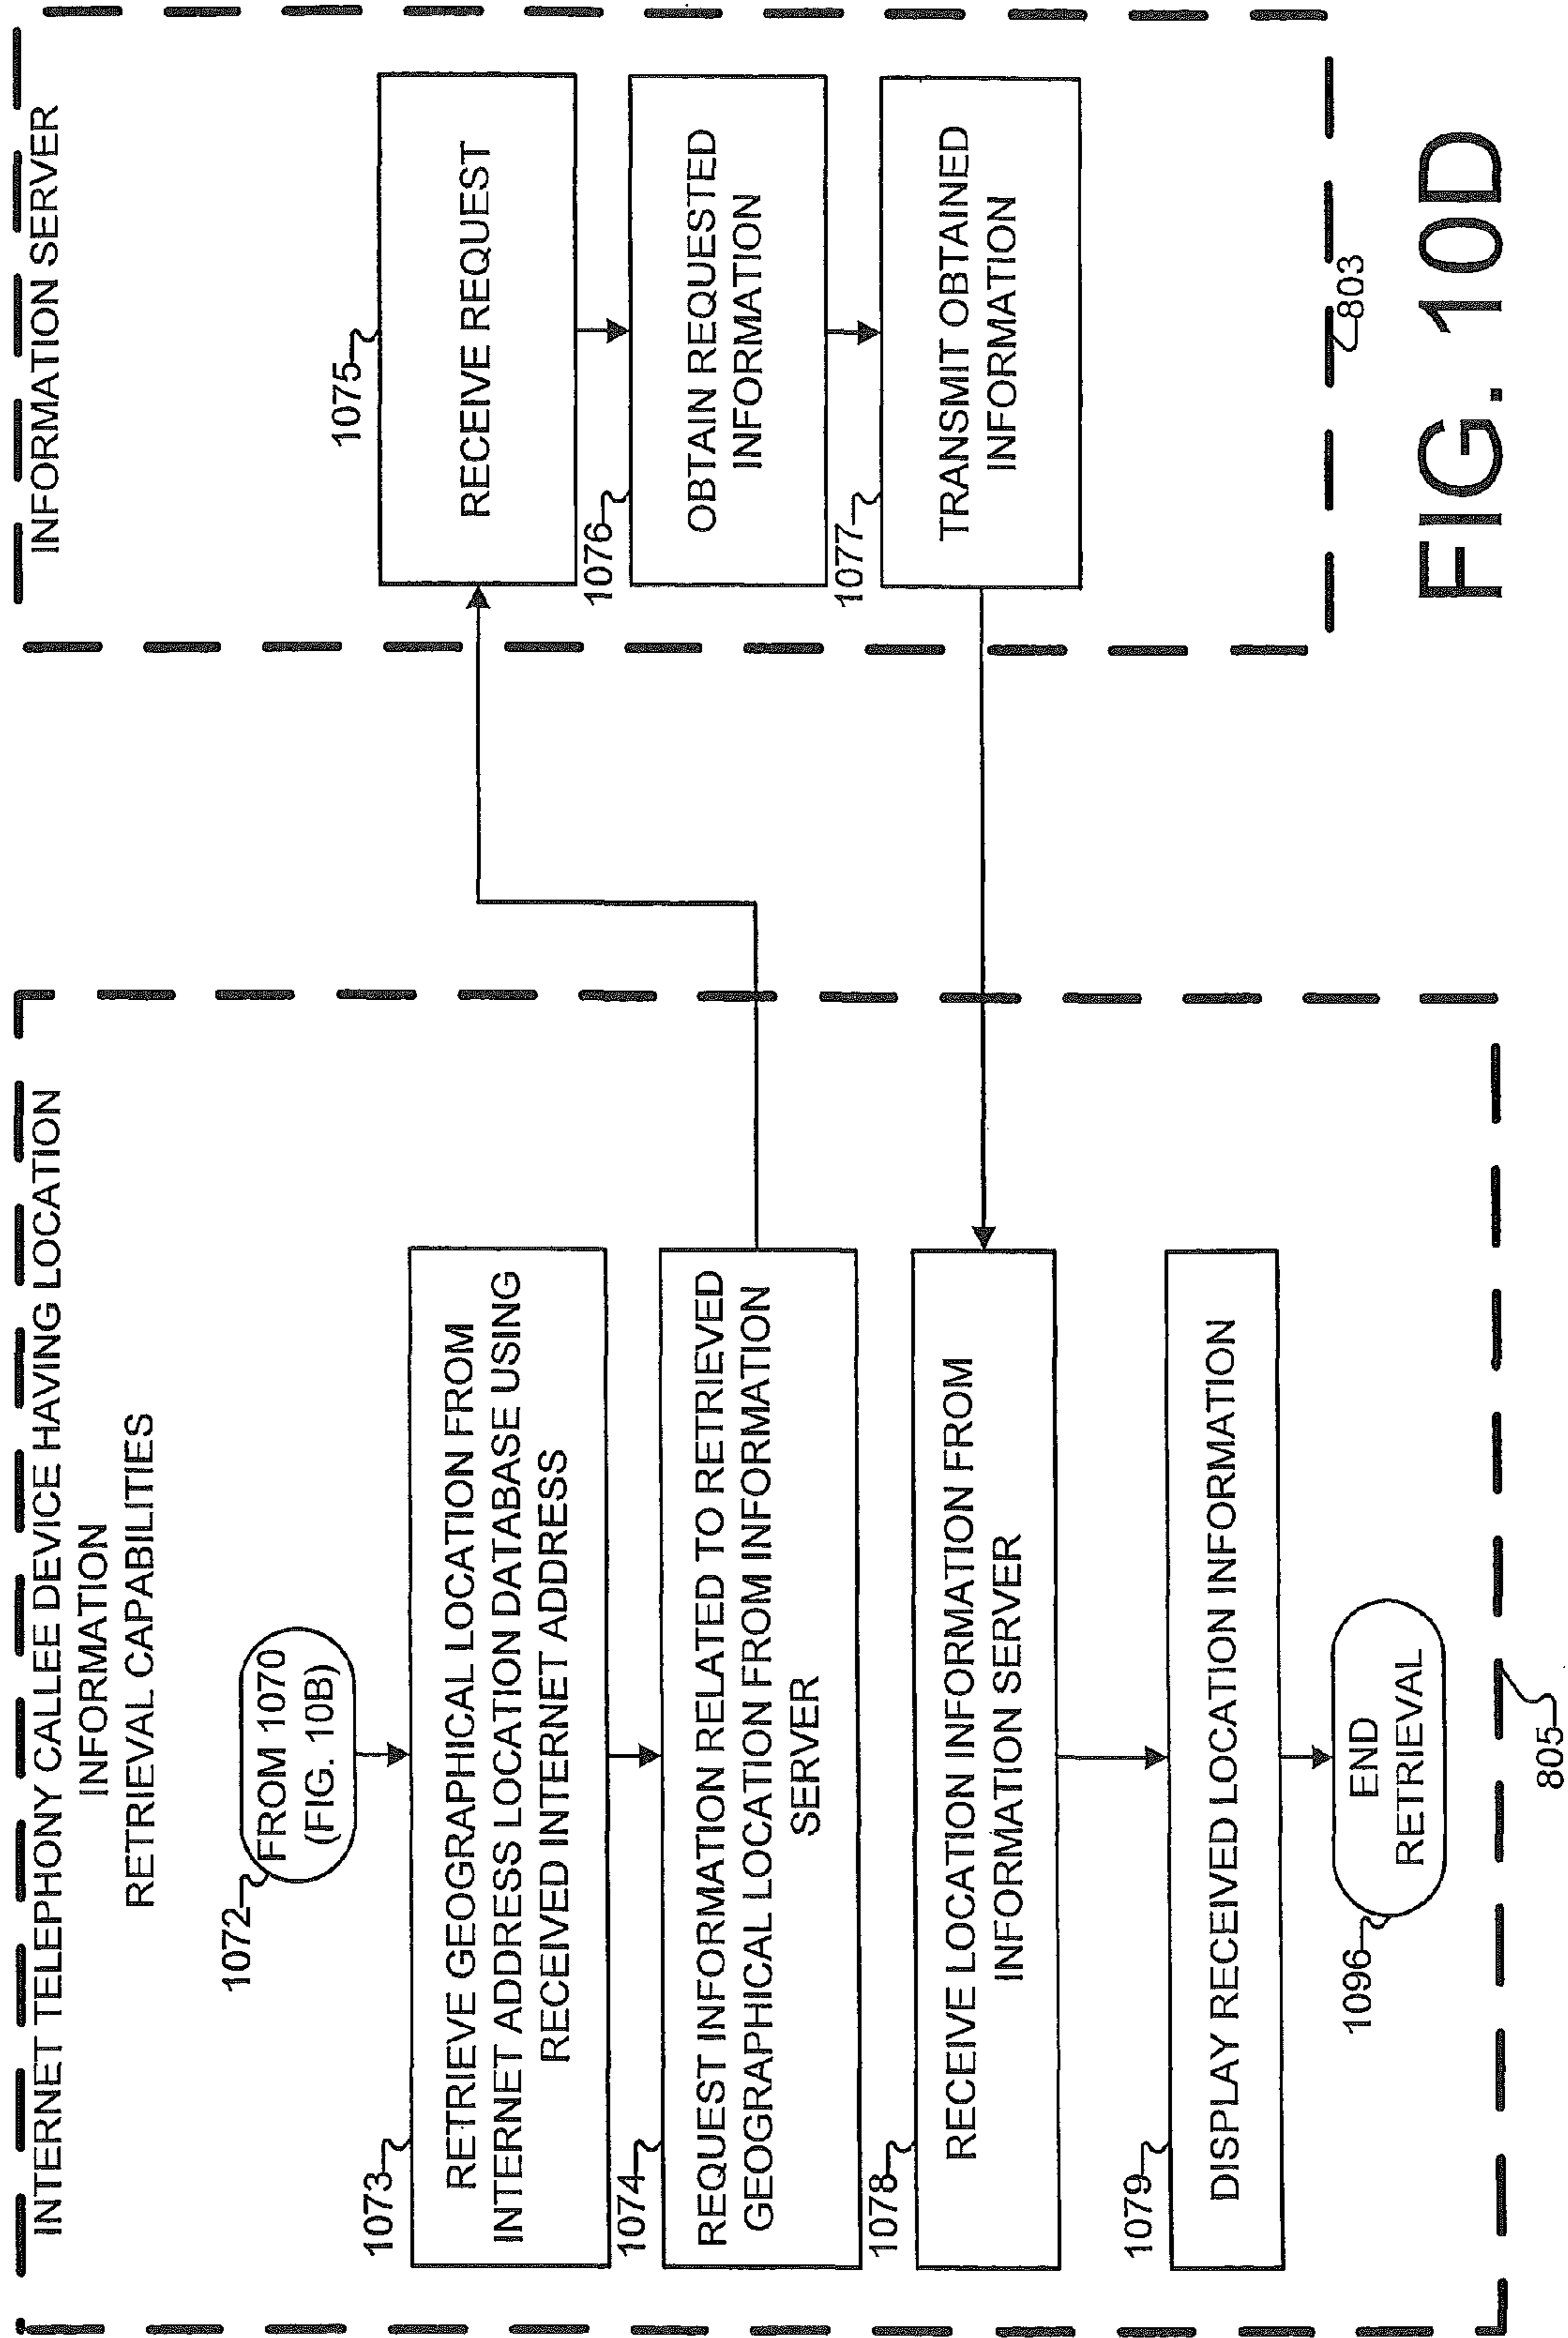 INTERNET TELEPHONY CALLEE DEVICE HAVING LOCATION
INFORMATION
RETRIEVAL CAPABILITIES
1072
FROM 1070
(FIG. 10B)
1073
RETRIEVE GEOGRAPHICAL LOCATION FROM
INTERNET ADDRESS LOCATION DATABASE USING
RECEIVED INTERNET ADDRESS
1074
REQUEST INFORMATION RELATED TO RETRIEVED
GEOGRAPHICAL LOCATION FROM INFORMATION
SERVER
1078
RECEIVE LOCATION INFORMATION FROM
INFORMATION SERVER
1079
DISPLAY RECEIVED LOCATION INFORMATION
1096
END
RETRIEVAL
805
INFORMATION SERVER
1075
RECEIVE REQUEST
1076
OBTAIN REQUESTED
INFORMATION
1077
TRANSMIT OBTAINED
INFORMATION
803
FIG. 10D